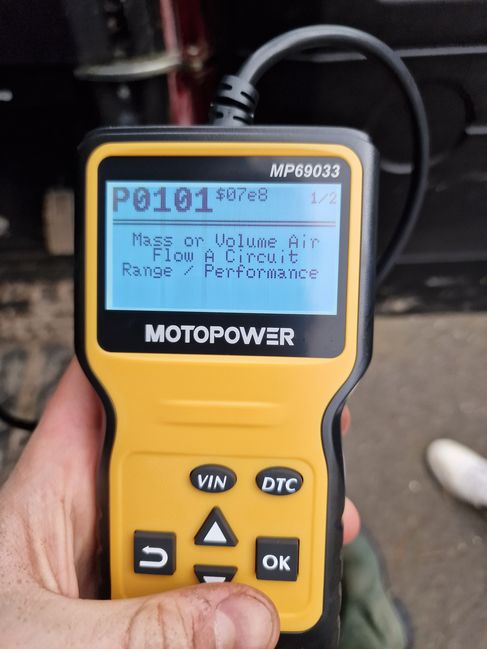 MP69033
P0101 $07e8 1/2
Mass or Volume Air
Flow A Circuit
Range / Performance
MOTOPOWER
VIN DTC
OK